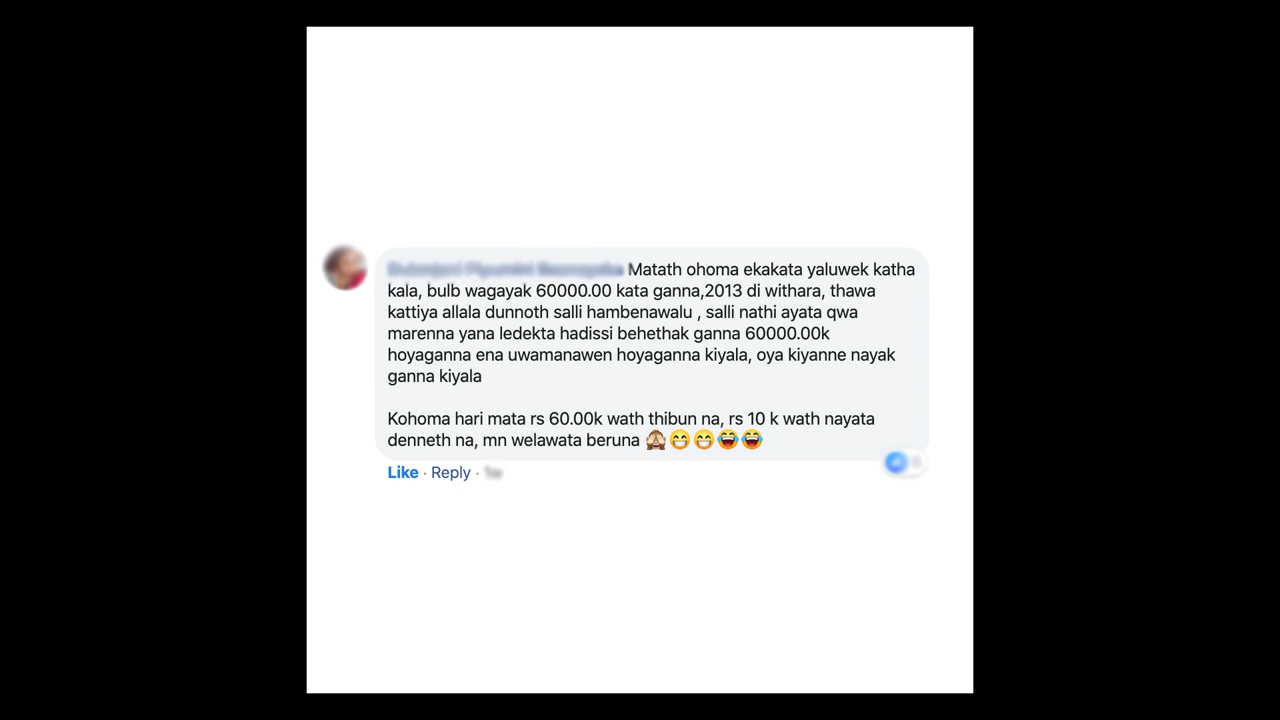 Matath ohoma ekakata yaluwek katha
kala, bulb wagayak 60000.00 kata ganna,2013 di withara, thawa
kattiya allala dunnoth salli hambenawalu , salli nathi ayata qwa
marenna yana ledekta hadissi behethak ganna 60000.00k
hoyaganna ena uwamanawen hoyaganna kiyala, oya kiyanne nayak
ganna kiyala
Kohoma hari mata rs 60.00k wath thibun na, rs 10 k wath nayata
denneth na, mn welawata beruna 🙈😁😁😂😂
Like · Reply ·